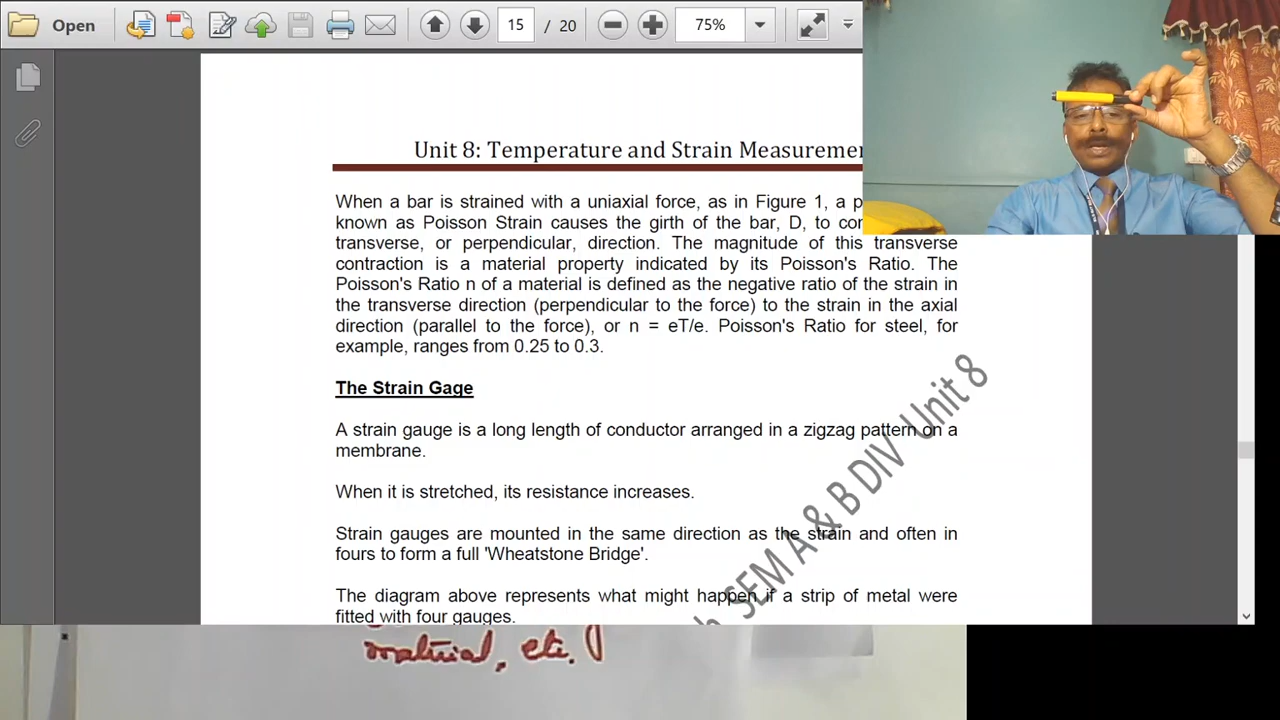 Open
15 / 20
75%
Unit 8: Temperature and Strain Measuremen
When a bar is strained with a uniaxial force, as in Figure 1, a p
known as Poisson Strain causes the girth of the bar, D, to con
transverse, or perpendicular, direction. The magnitude of this transverse
contraction is a material property indicated by its Poisson's Ratio. The
Poisson's Ratio n of a material is defined as the negative ratio of the strain in
the transverse direction (perpendicular to the force) to the strain in the axial
direction (parallel to the force), or n = eT/e. Poisson's Ratio for steel, for
example, ranges from 0.25 to 0.3.
The Strain Gage
A strain gauge is a long length of conductor arranged in a zigzag pattern on a
membrane.
When it is stretched, its resistance increases.
Strain gauges are mounted in the same direction as the strain and often in
fours to form a full 'Wheatstone Bridge'.
The diagram above represents what might happen if a strip of metal were
fitted with four gauges.
SEM A & B DIV Unit 8
material, etc.